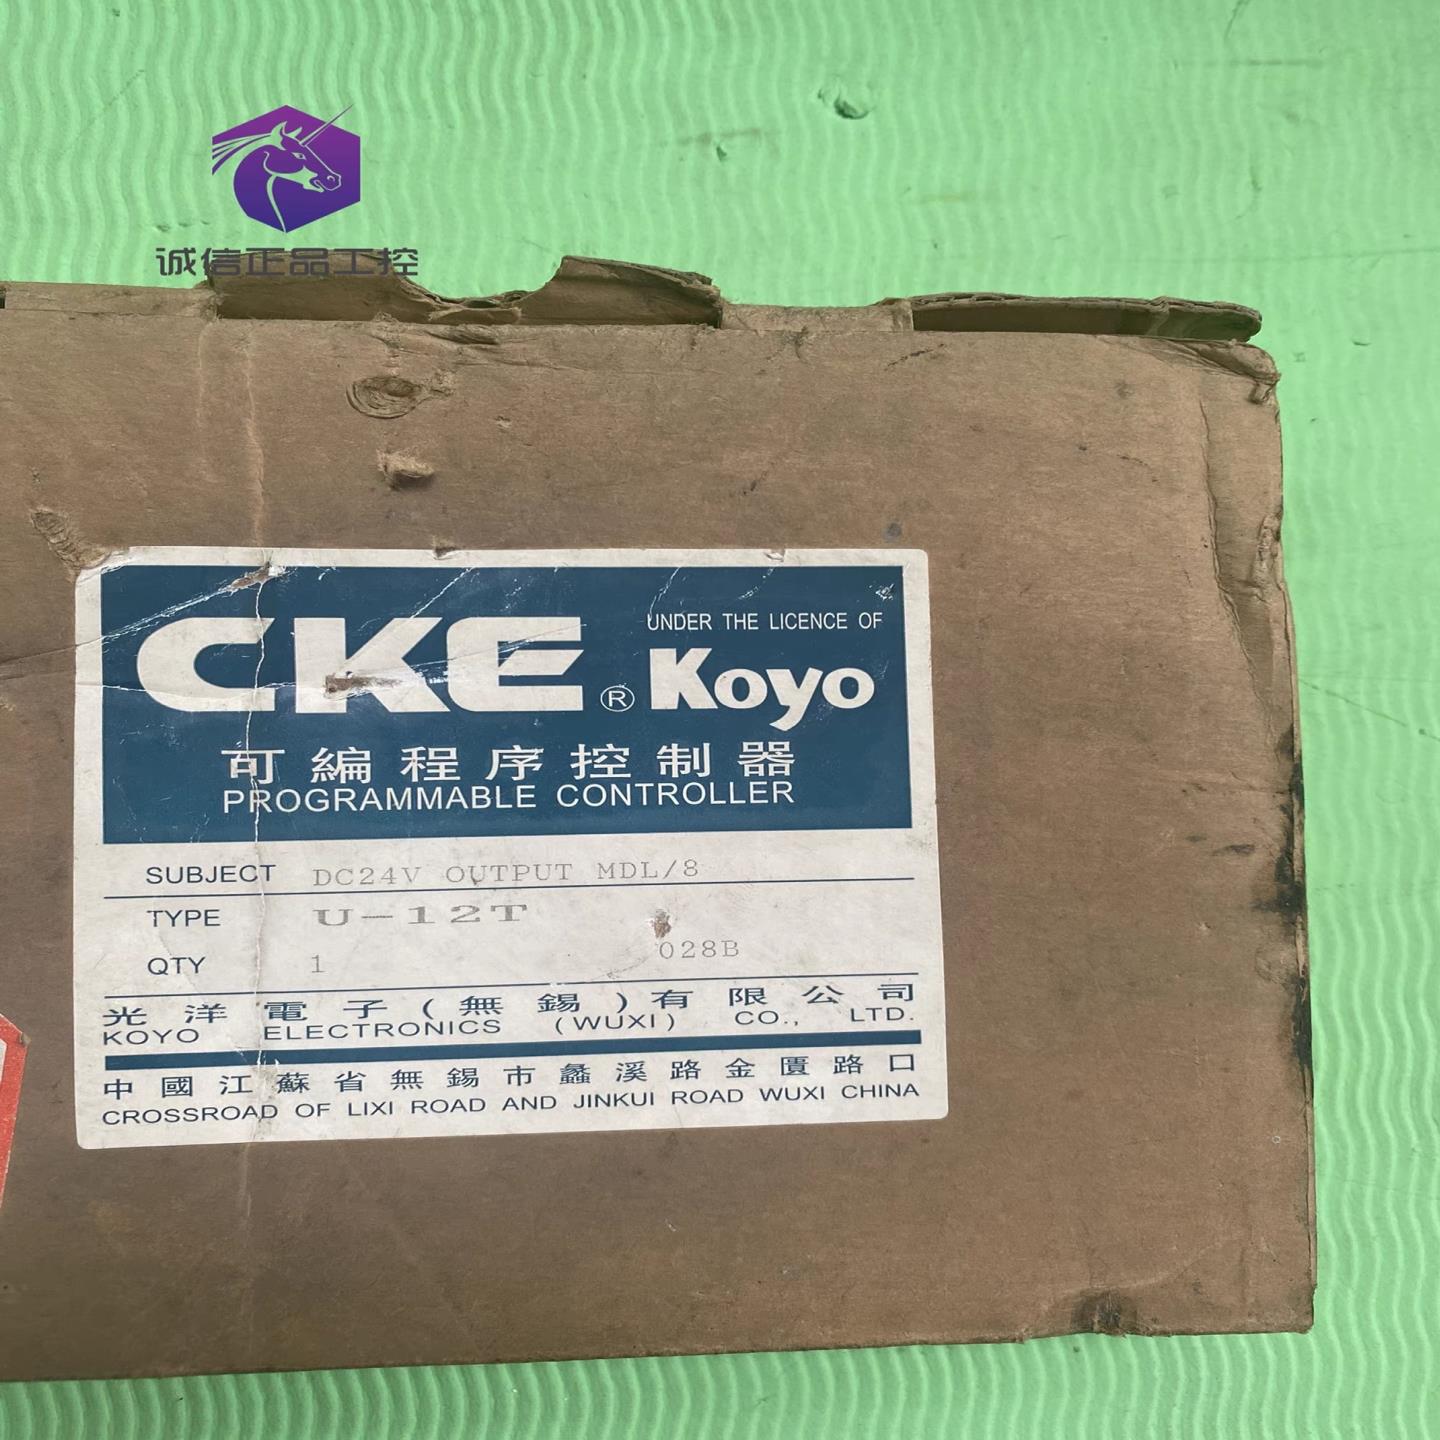 诚信正品工控
CKE® UNDER THE LICENCE OF
Koyo
可編程序控制器
PROGRAMMABLE CONTROLLER
SUBJECT DC24V OUTPUT MDL/8
TYPE U-12T
028B
QTY 1
光洋電子(無錫)有限公司
KOYO ELECTRONICS (WUXI) CO., LTD.
中國江蘇省無錫市蠡溪路金匱路口
CROSSROAD OF LIXI ROAD AND JINKUI ROAD WUXI CHINA